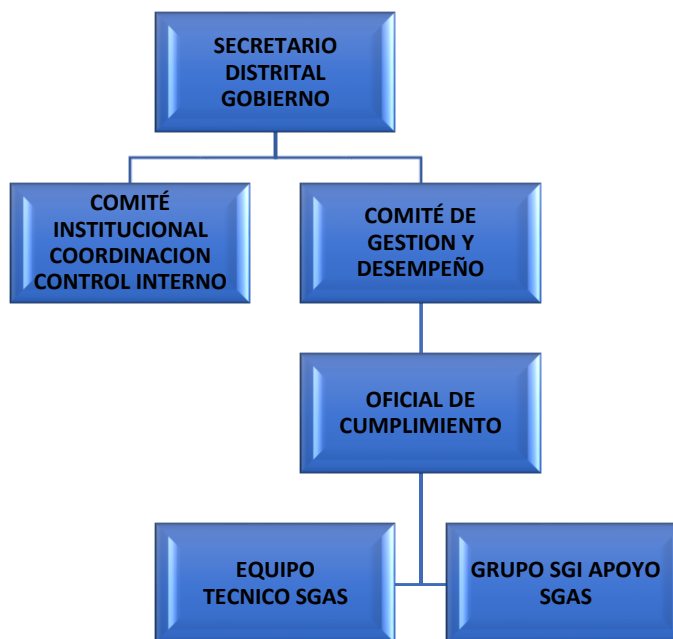 SECRETARIO
DISTRITAL
GOBIERNO
COMITÉ
INSTITUCIONAL
COORDINACION
CONTROL INTERNO
COMITÉ DE
GESTION Y
DESEMPEÑO
OFICIAL DE
CUMPLIMIENTO
EQUIPO
TECNICO SGAS
GRUPO SGI APOYO
SGAS